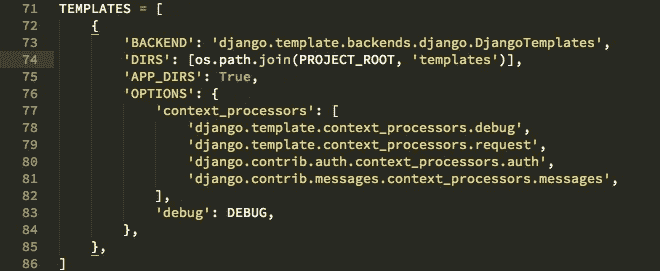 71 TEMPLATES = [
72     {
73         'BACKEND': 'django.template.backends.django.DjangoTemplates',
74         'DIRS': [os.path.join(PROJECT_ROOT, 'templates')],
75         'APP_DIRS': True,
76         'OPTIONS': {
77             'context_processors': [
78                 'django.template.context_processors.debug',
79                 'django.template.context_processors.request',
80                 'django.contrib.auth.context_processors.auth',
81                 'django.contrib.messages.context_processors.messages',
82             ],
83             'debug': DEBUG,
84         },
85     },
86 ]